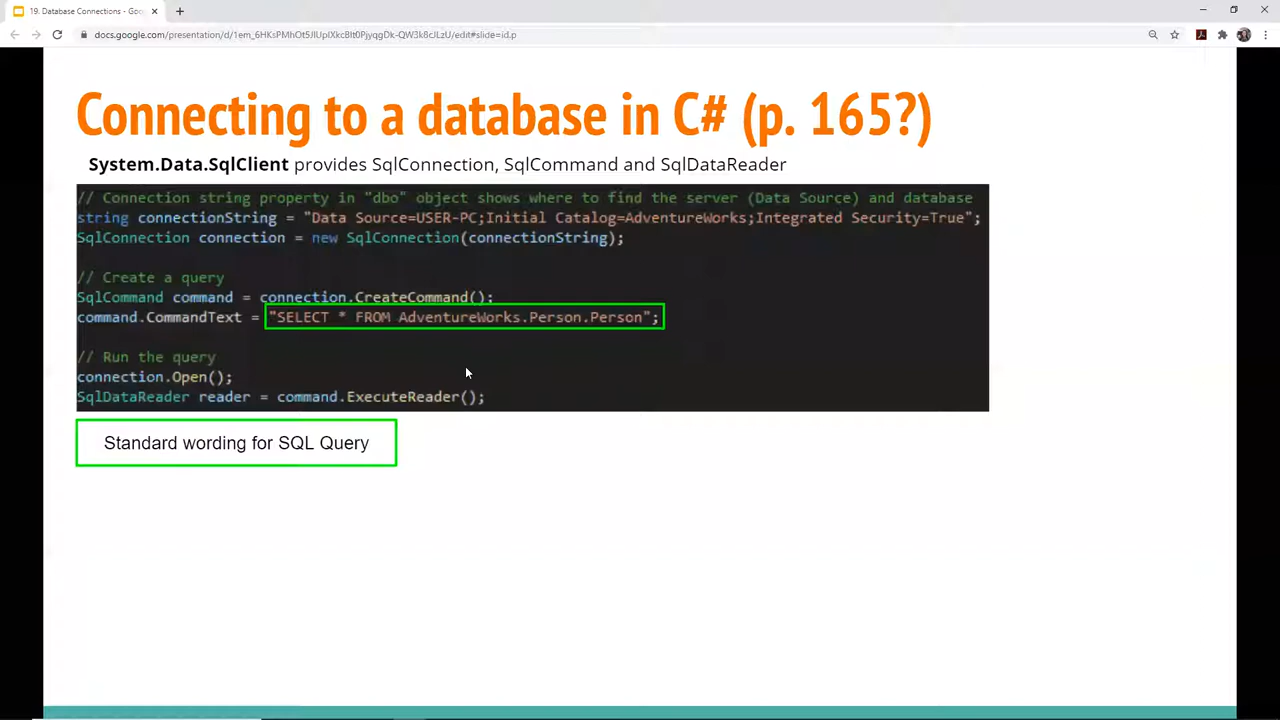 19. Database Connections - Goo
docs.google.com/presentation/d/1em_6HKsPMhOt5JlUpIXkcBIt0PjyqgDk-QW3k8cJLzU/edit#slide=id.p
Connecting to a database in C# (p. 165?)
System.Data.SqlClient provides SqlConnection, SqlCommand and SqlDataReader
// Connection string property in "dbo" object shows where to find the server (Data Source) and database
string connectionString = "Data Source=USER-PC;Initial Catalog=AdventureWorks;Integrated Security=True";
SqlConnection connection = new SqlConnection(connectionString);
// Create a query
SqlCommand command = connection.CreateCommand();
command.CommandText = "SELECT * FROM AdventureWorks.Person.Person";
// Run the query
connection.Open();
SqlDataReader reader = command.ExecuteReader();
Standard wording for SQL Query